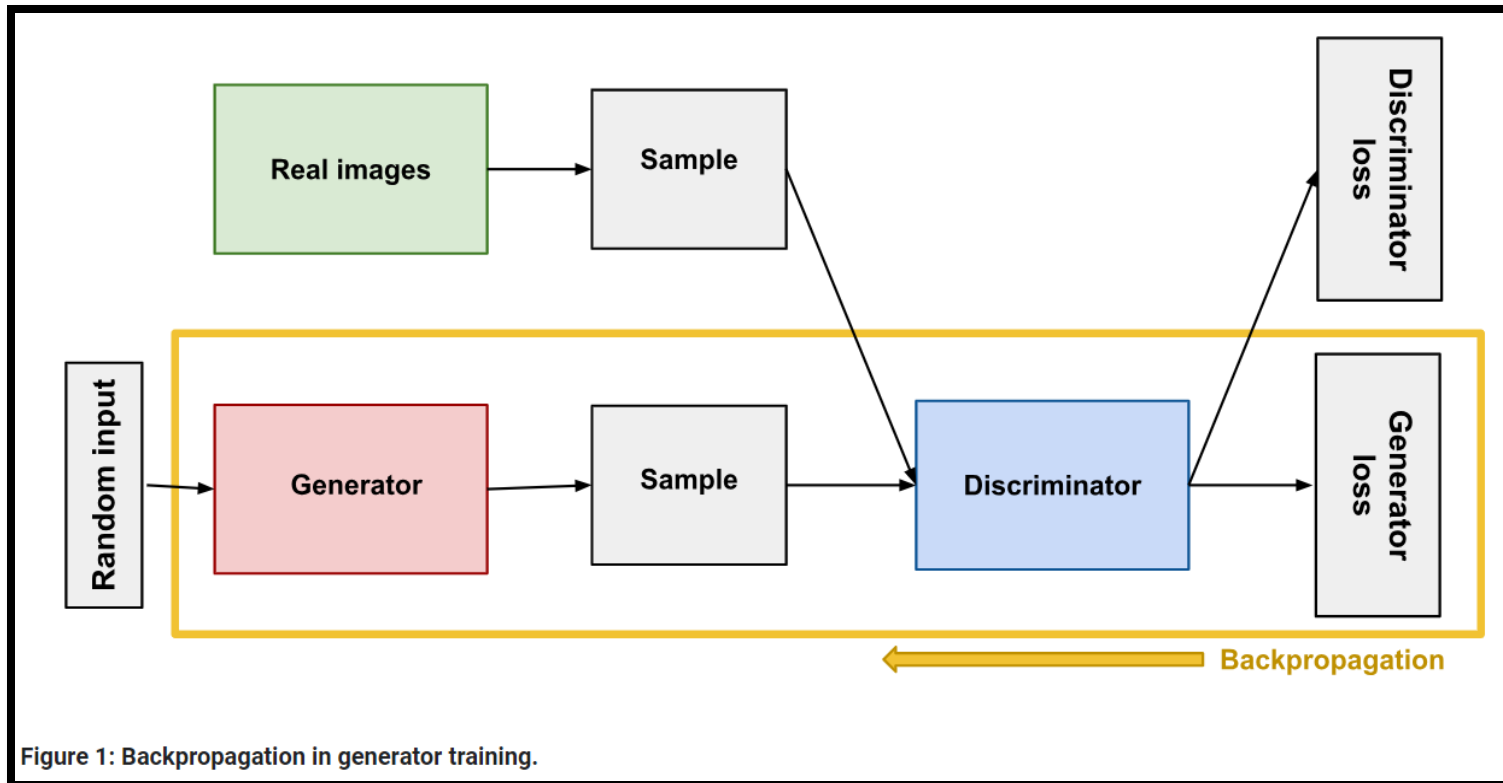 Real images
Sample
Discriminator
loss
Random input
Generator
Sample
Discriminator
Generator
loss
Backpropagation
Figure 1: Backpropagation in generator training.